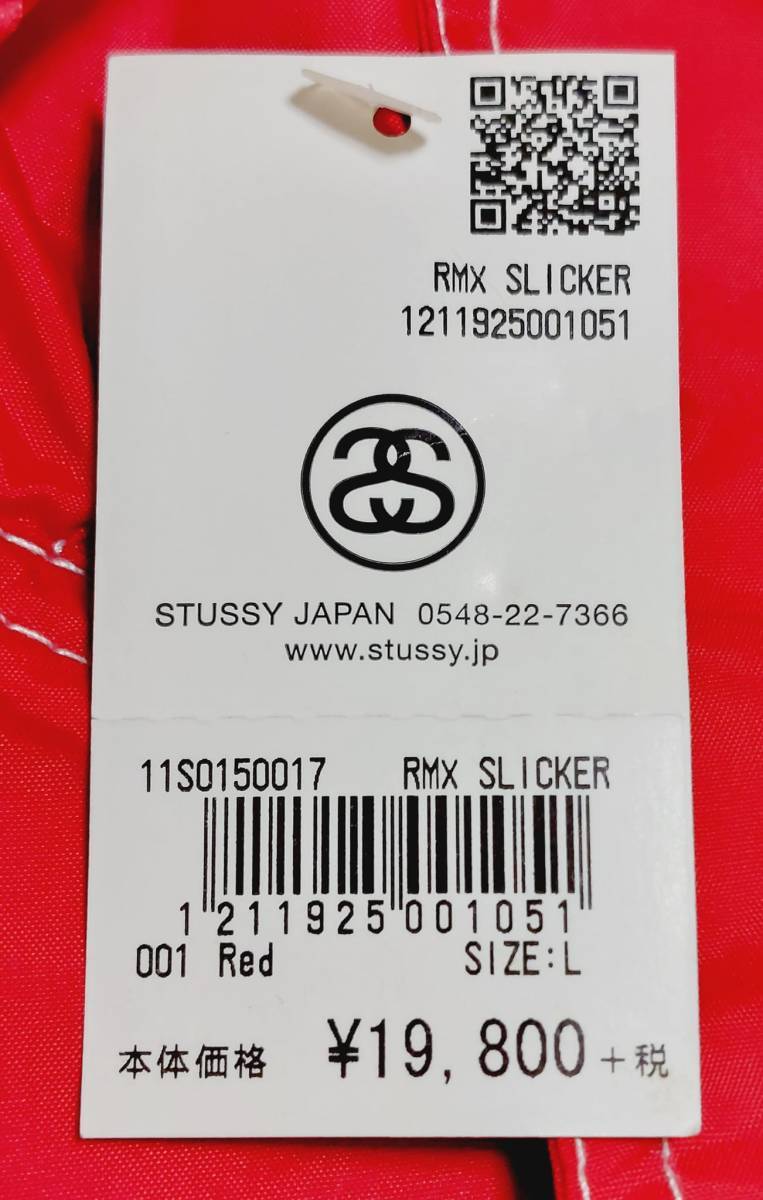 RMX SLICKER
1211925001051
STUSSY JAPAN 0548-22-7366
www.stussy.jp
11S0150017 RMX SLICKER
1 211925 001051
001 Red SIZE:L
本体価格 ¥19,800+税